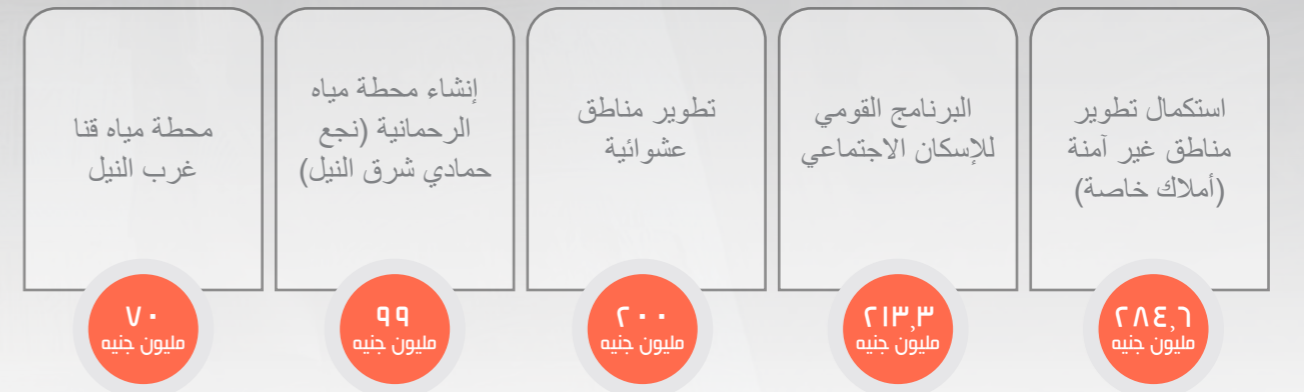 استكمال تطوير
مناطق غير آمنة
(أملاك خاصة)
٢٨٤,٦
مليون جنيه
البرنامج القومي
للإسكان الاجتماعي
٢١٣,٣
مليون جنيه
تطوير مناطق
عشوائية
٢٠٠
مليون جنيه
إنشاء محطة مياه
الرحمانية (نجع
حمادي شرق النيل)
٩٩
مليون جنيه
محطة مياه قنا
غرب النيل
٧٠
مليون جنيه